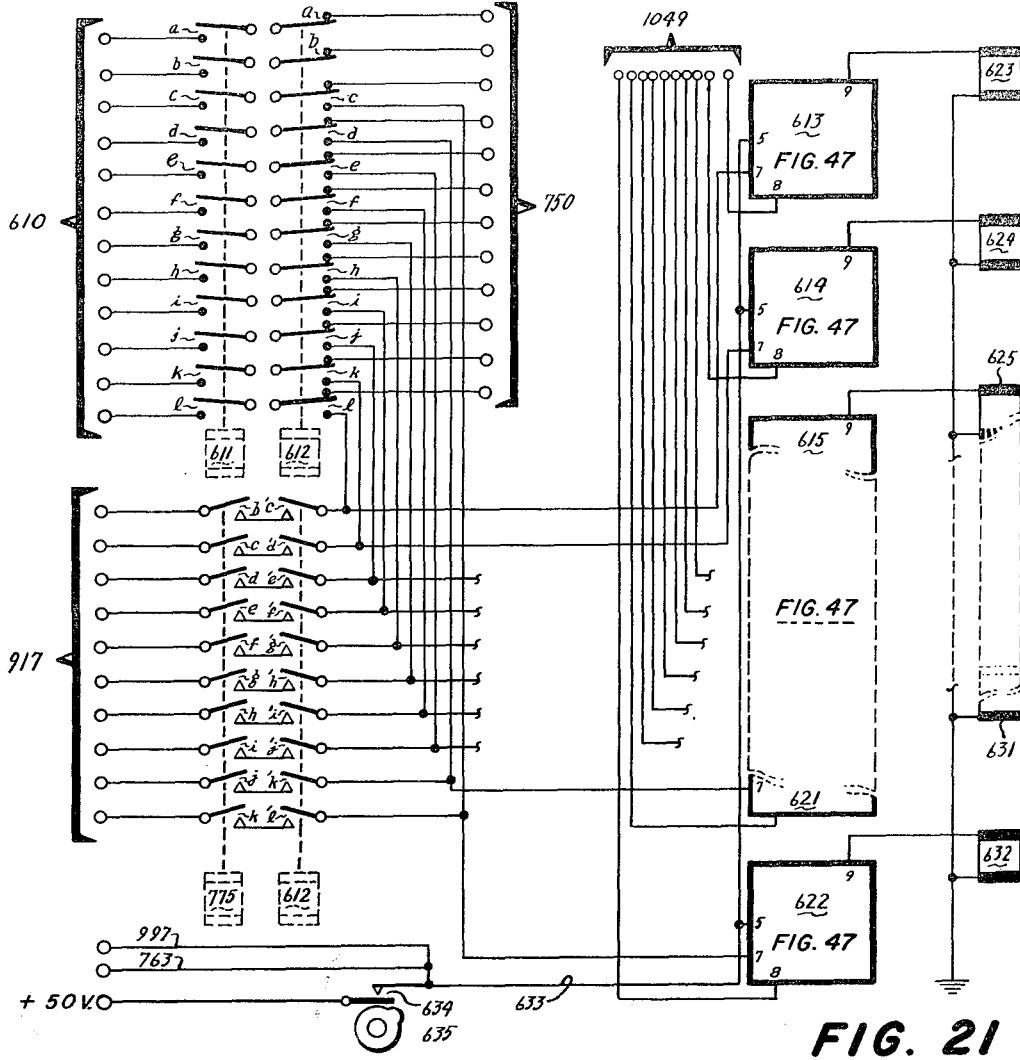 a
a
b
b
c
c
d
d
e
e
f
f
g
g
h
h
i
i
j
j
k
k
l
l
610
750
611
612
1049
5
7
8
9
613
FIG. 47
623
5
7
8
9
614
FIG. 47
624
625
9
615
FIG. 47
7
621
631
917
b' c
c' d
d' e
e' f
f' g
g' h
h' i
i' j
j' k
k' l
775
612
5
7
8
9
622
FIG. 47
632
997
763
+ 50 V.
634
635
633
FIG. 21